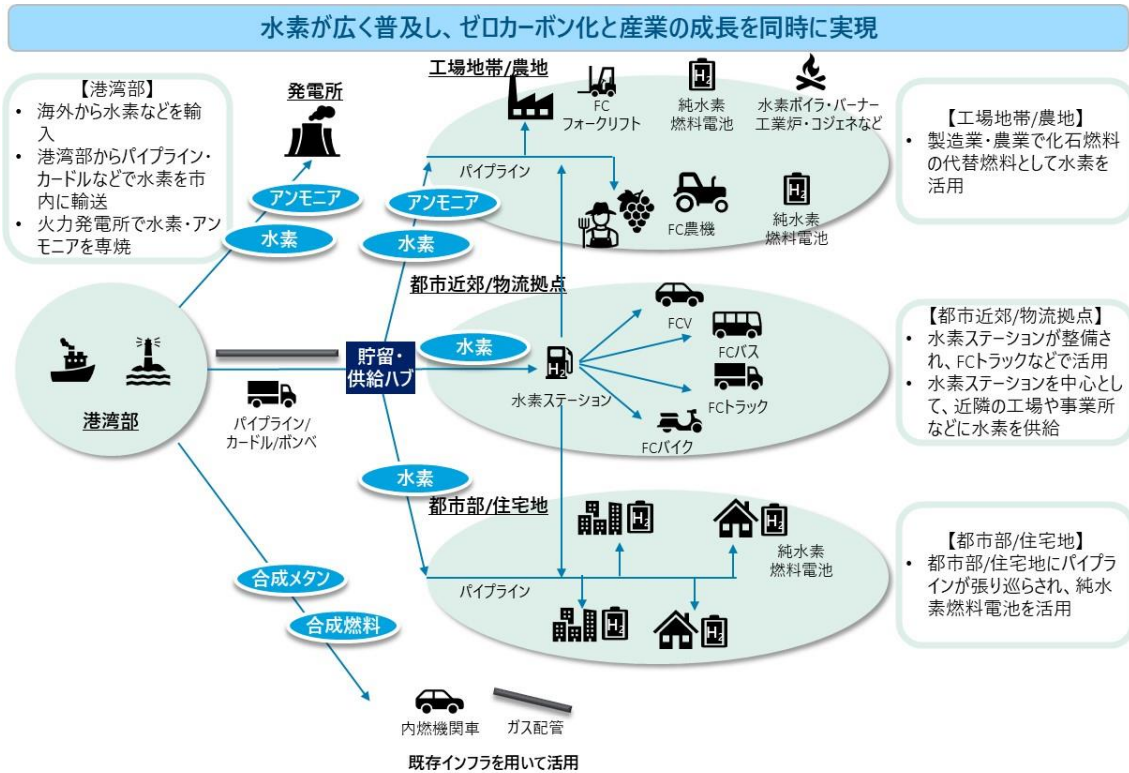 水素が広く普及し、ゼロカーボン化と産業の成長を同時に実現
【港湾部】
• 海外から水素などを輸
入
• 港湾部からパイプライン・
カードルなどで水素を市
内に輸送
• 火力発電所で水素・アン
モニアを専焼
発電所
アンモニア
水素
港湾部
パイプライン/
カードル/ボンベ
貯留・
供給ハブ
アンモニア
水素
水素
水素
合成メタン
合成燃料
内燃機関車
ガス配管
既存インフラを用いて活用
工場地帯/農地
FC
フォークリフト
H2
純水素
燃料電池
水素ボイラ・バーナー
工業炉・コジェネなど
パイプライン
FC農機
H2
純水素
燃料電池
都市近郊/物流拠点
H2
水素ステーション
FCV
FCバス
FCトラック
FCバイク
都市部/住宅地
H2
H2
純水素
燃料電池
パイプライン
H2
H2
【工場地帯/農地】
• 製造業・農業で化石燃料
の代替燃料として水素を
活用
【都市近郊/物流拠点】
• 水素ステーションが整備さ
れ、FCトラックなどで活用
• 水素ステーションを中心とし
て、近隣の工場や事業所
などに水素を供給
【都市部/住宅地】
• 都市部/住宅地にパイプラ
インが張り巡らされ、純水
素燃料電池を活用